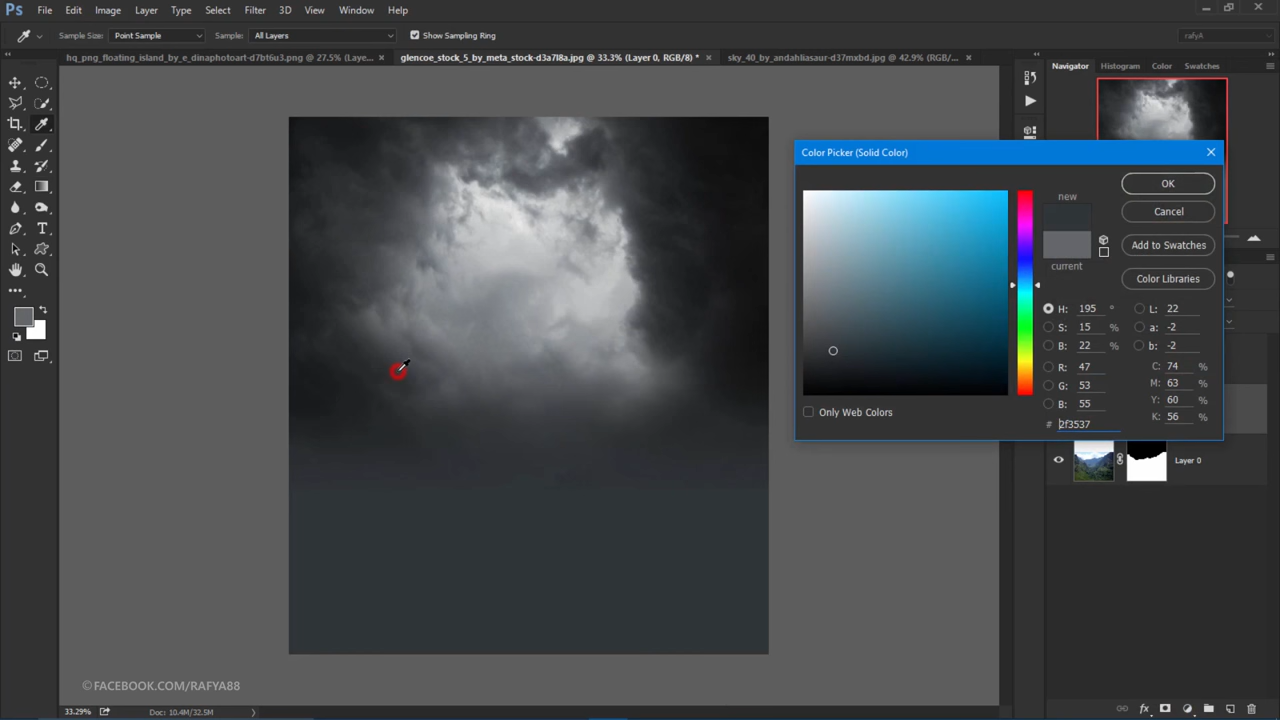 Ps File Edit Image Layer Type Select Filter 3D View Window Help
Sample Size: Point Sample Sample: All Layers Show Sampling Ring rafyA
hq_png_floating_island_by_e_dinaphotoart-d7bt6u3.png @ 27.5% (Laye... × glencoe_stock_5_by_meta_stock-d3a7l8a.jpg @ 33.3% (Layer 0, RGB/8) * × sky_40_by_andahliasaur-d37mxbd.jpg @ 42.9% (RGB/... ×
Navigator Histogram Color Swatches
Color Picker (Solid Color)
new
OK
Cancel
Add to Swatches
current
Color Libraries
H: 195 ° L: 22
S: 15 % a: -2
B: 22 % b: -2
R: 47 C: 74 %
G: 53 M: 63 %
B: 55 Y: 60 %
K: 56 %
Only Web Colors
# 2f3537
Layer 0
©FACEBOOK.COM/RAFYA88
33.29% Doc: 10.4M/32.5M
fx